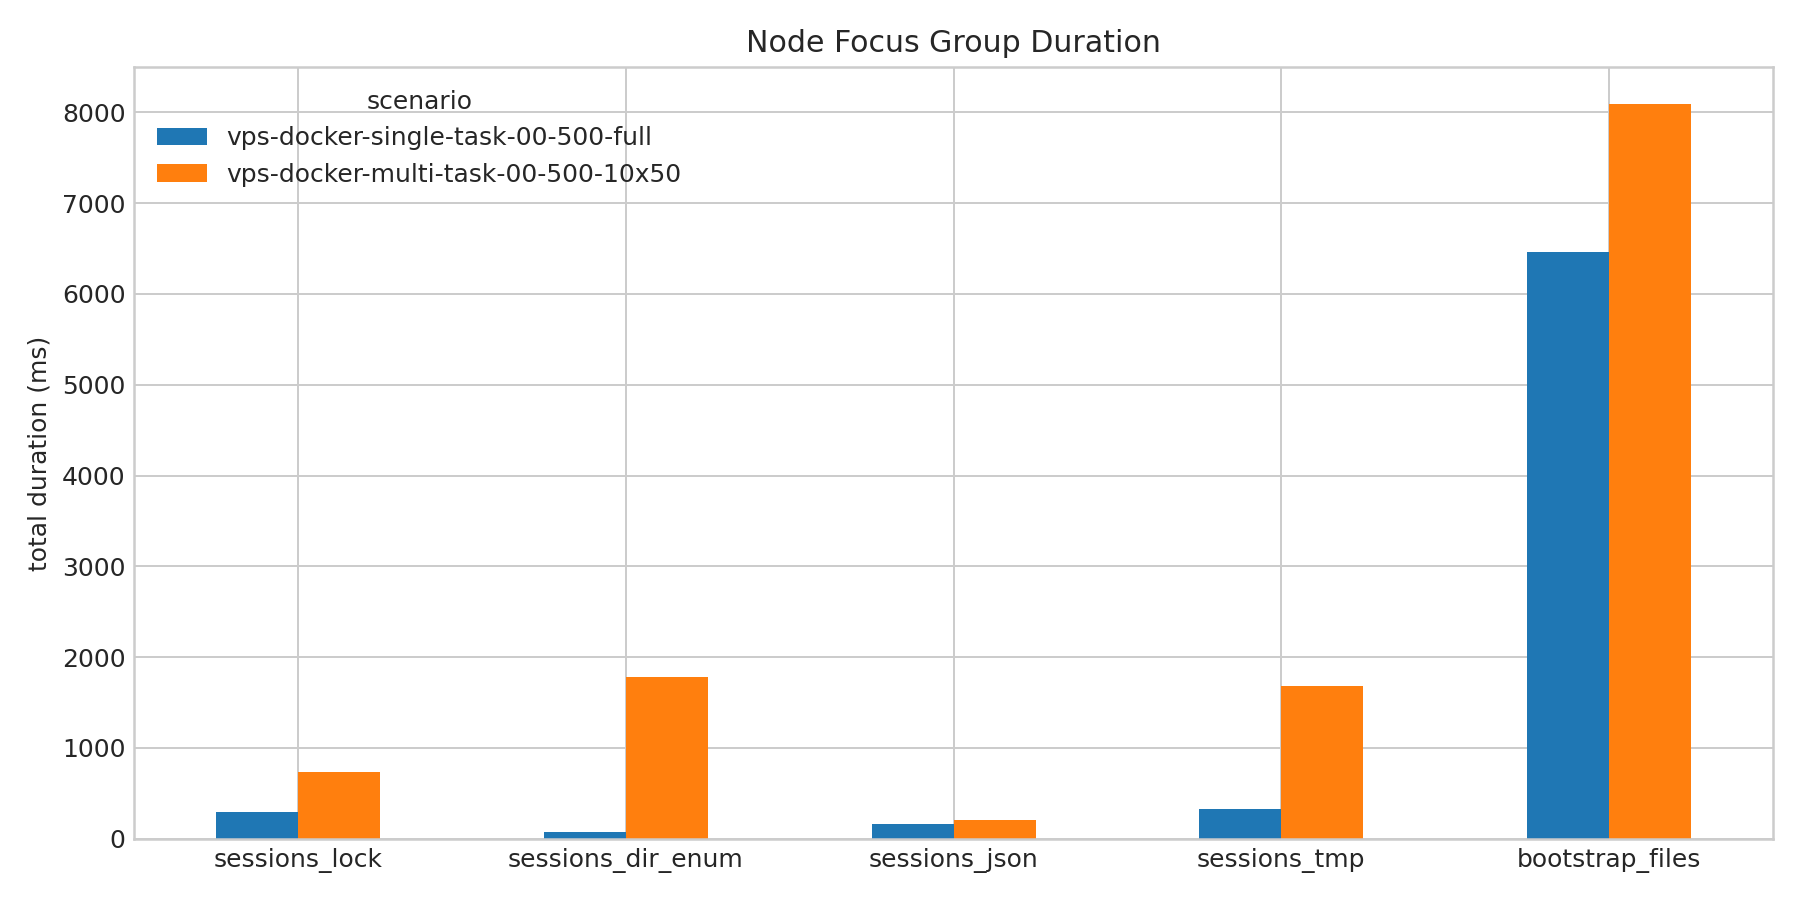 Node Focus Group Duration
scenario
vps-docker-single-task-00-500-full
vps-docker-multi-task-00-500-10x50
total duration (ms)
8000
7000
6000
5000
4000
3000
2000
1000
0
sessions_lock
sessions_dir_enum
sessions_json
sessions_tmp
bootstrap_files